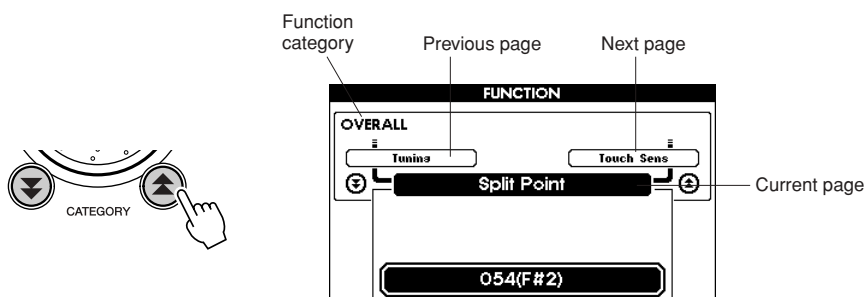 Function
category
Previous page
Next page
FUNCTION
OVERALL
Tuning
Touch Sens
Split Point
Current page
CATEGORY
054(F#2)